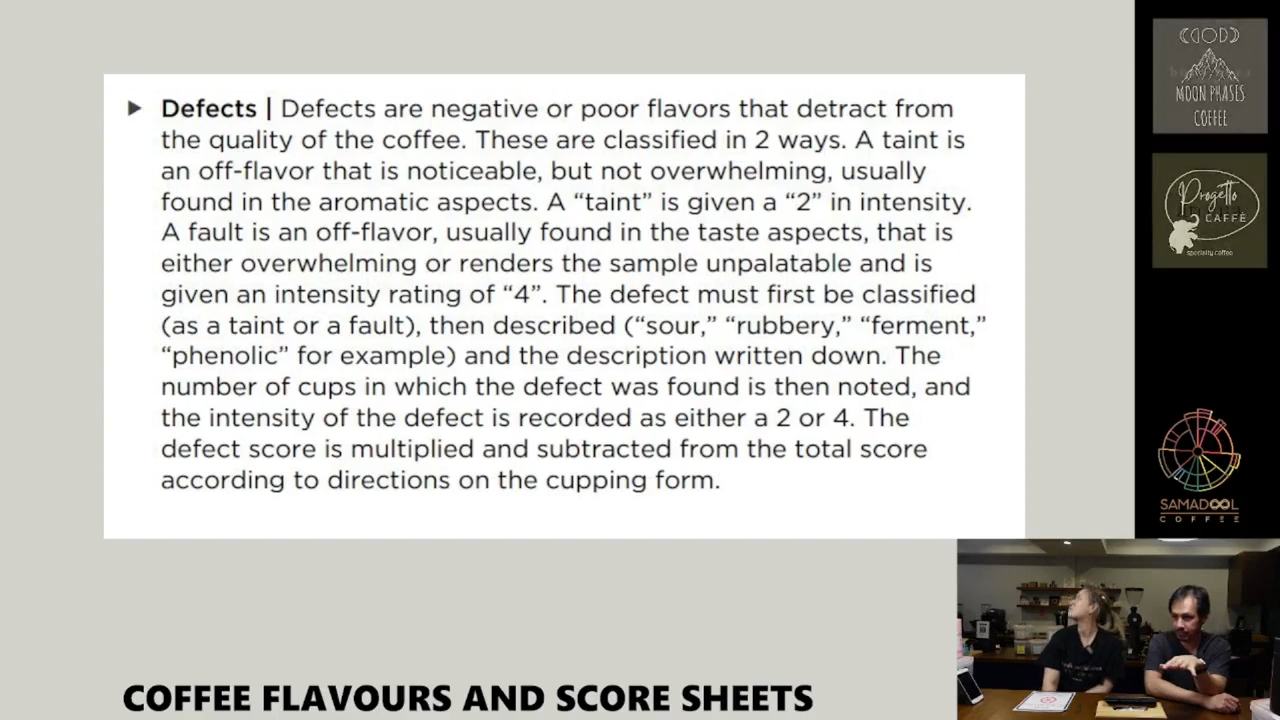 ► Defects | Defects are negative or poor flavors that detract from
the quality of the coffee. These are classified in 2 ways. A taint is
an off-flavor that is noticeable, but not overwhelming, usually
found in the aromatic aspects. A “taint” is given a “2” in intensity.
A fault is an off-flavor, usually found in the taste aspects, that is
either overwhelming or renders the sample unpalatable and is
given an intensity rating of “4”. The defect must first be classified
(as a taint or a fault), then described (“sour,” “rubbery,” “ferment,”
“phenolic” for example) and the description written down. The
number of cups in which the defect was found is then noted, and
the intensity of the defect is recorded as either a 2 or 4. The
defect score is multiplied and subtracted from the total score
according to directions on the cupping form.
COFFEE FLAVOURS AND SCORE SHEETS
MOON PHASES
COFFEE
Progetto
CAFFÈ
specialty coffee
SAMADOOL
COFFEE